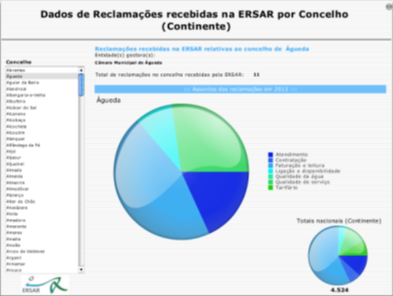 Dados de Reclamações recebidas na ERSAR por Concelho
(Continente)
Reclamações recebidas na ERSAR relativas ao concelho de Águeda
Entidade(s) gestora(s):
Câmara Municipal de Águeda
Total de reclamações no concelho recebidas pela ERSAR: 11
Concelho
Abrantes
Águeda
Aguiar da Beira
Alandroal
Albergaria-a-Velha
Albufeira
Alcácer do Sal
Alcanena
Alcobaça
Alcochete
Alcoutim
Alenquer
Alfândega da Fé
Alijó
Aljezur
Aljustrel
Almada
Almeida
Almeirim
Almodôvar
Alpiarça
Alter do Chão
Alvaiázere
Alvito
Amadora
Amarante
Amares
Anadia
Ansião
Arcos de Valdevez
Arganil
Armamar
Arouca
Assuntos das reclamações em 2011
Águeda
Atendimento
Contratação
Faturação e leitura
Ligação e disponibilidade
Qualidade da água
Qualidade do serviço
Tarifário
Totais nacionais (Continente)
4.524
ERSAR